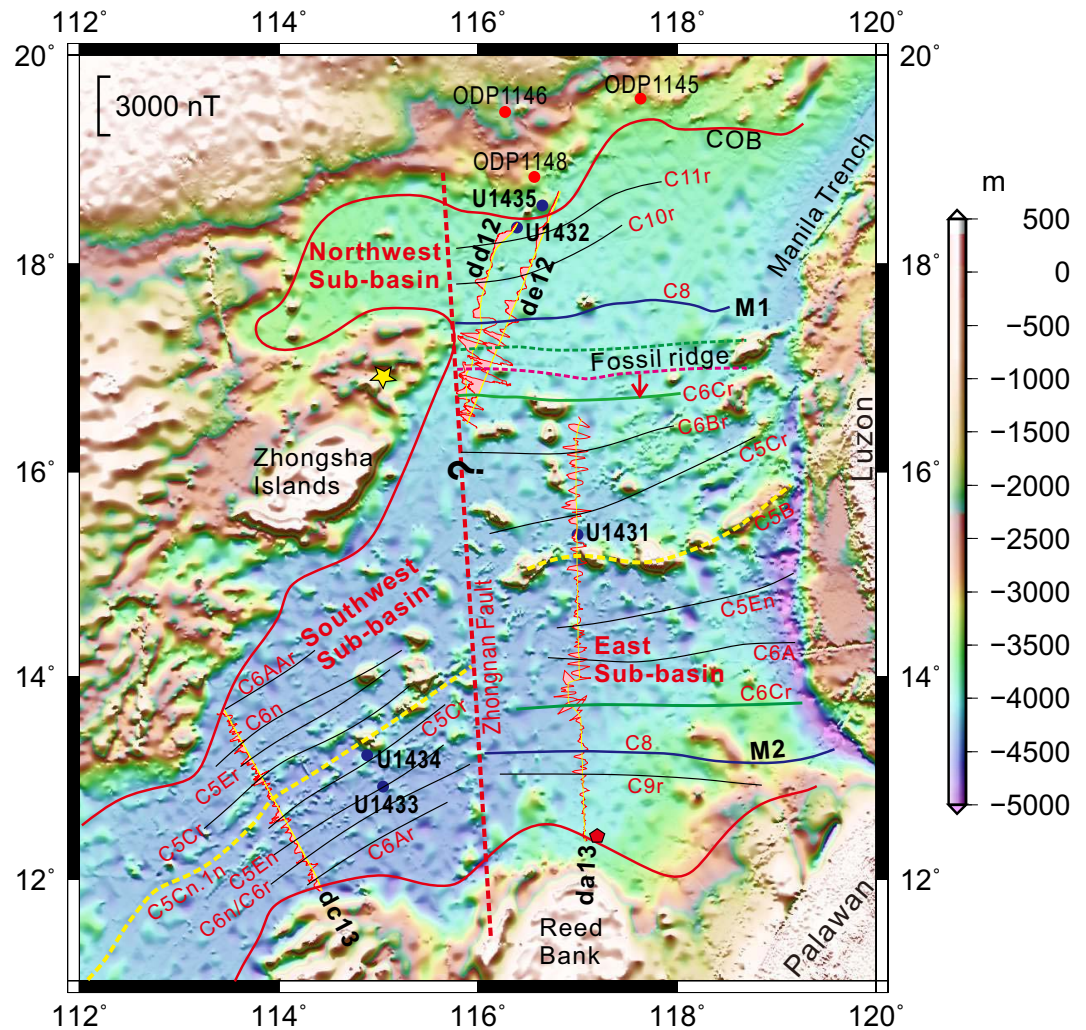 112°
114°
116°
118°
120°
20°
20°
3000 nT
ODP1146
ODP1145
COB
ODP1148
U1435
C11r
Manila Trench
m
C10r
U1432
dd12
500
Northwest
Sub-basin
18°
18°
0
de12
C8
M1
−500
Fossil ridge
−1000
C6Cr
C6Br
−1500
C5Cr
Luzon
Zhongsha
Islands
?
16°
16°
−2000
C5B
U1431
−2500
−3000
Southwest
Sub-basin
Zhongnan Fault
C5En
−3500
C6AAr
East
Sub-basin
C6A
14°
14°
−4000
C6n
C6Cr
C5Cr
−4500
C8
M2
U1434
C5Er
C9r
−5000
U1433
C5Cr
C6Ar
C5En
12°
12°
C5Cn.1n
C6n/C6r
dc13
da13
Reed
Bank
Palawan
112°
114°
116°
118°
120°